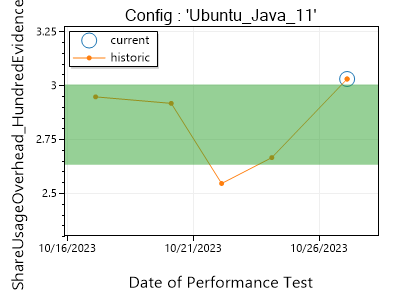 Config : 'Ubuntu_Java_11'
ShareUsageOverhead_HundredEvidence
3.25
3
2.75
2.5
current
historic
10/16/2023
10/21/2023
10/26/2023
Date of Performance Test